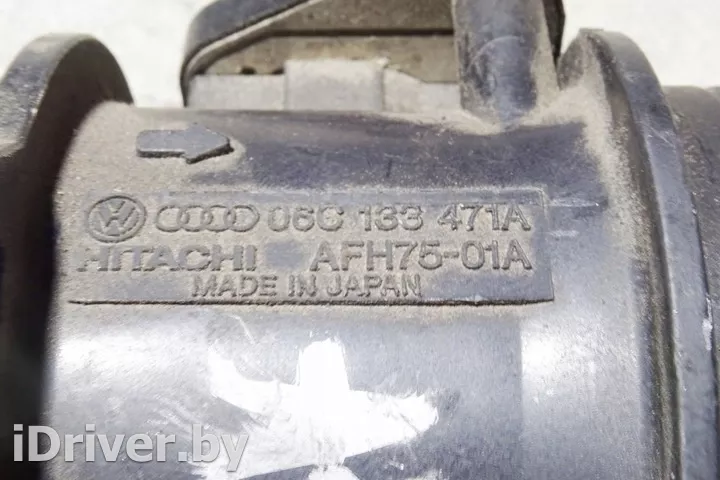 06C 133 471A
HITACHI AFH75-01A
MADE IN JAPAN
iDriver.by